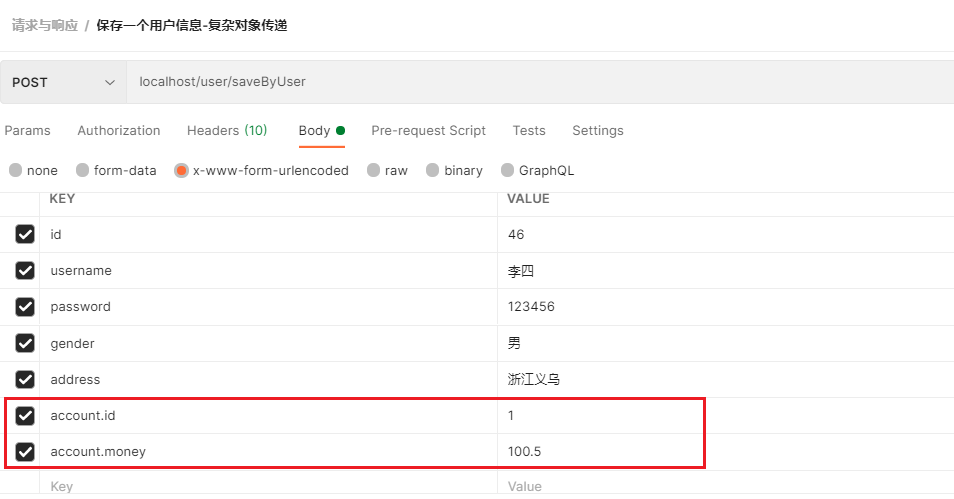 请求与响应 / 保存一个用户信息-复杂对象传递
POST localhost/user/saveByUser
Params Authorization Headers (10) Body Pre-request Script Tests Settings
none form-data x-www-form-urlencoded raw binary GraphQL
KEY VALUE
id 46
username 李四
password 123456
gender 男
address 浙江义乌
account.id 1
account.money 100.5
Key Value